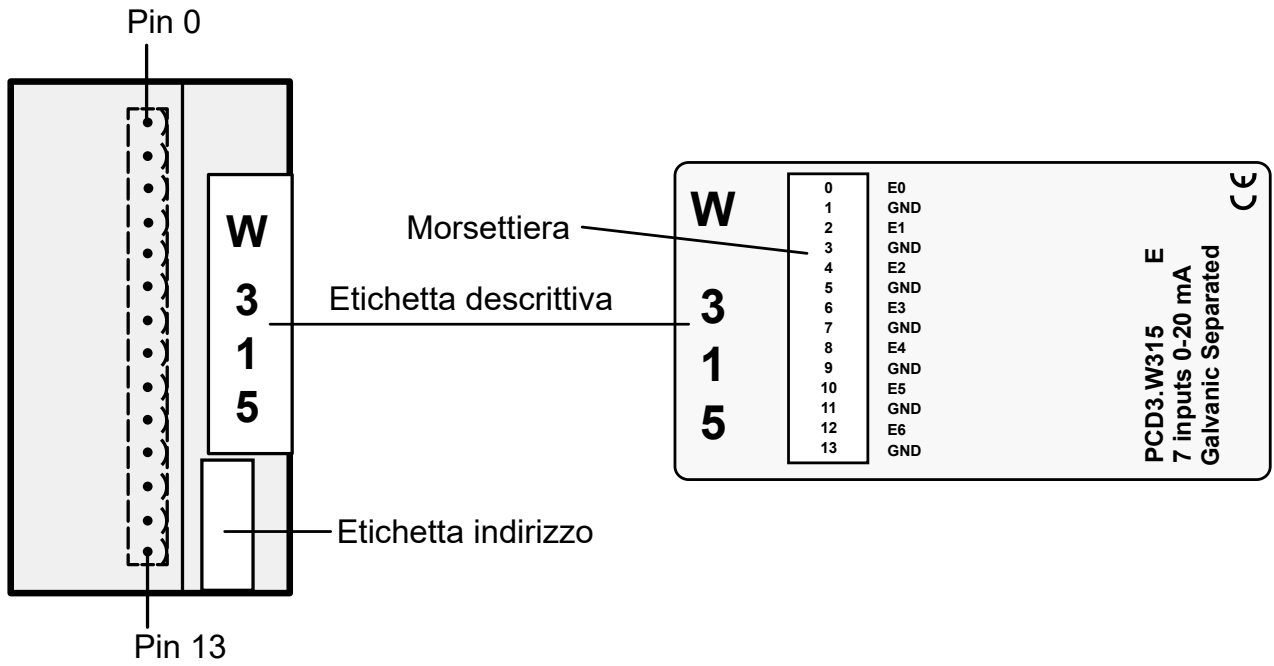 Pin 0
W
3
1
5
Etichetta indirizzo
Pin 13
Morsettiera
Etichetta descrittiva
W
3
1
5
0 E0
1 GND
2 E1
3 GND
4 E2
5 GND
6 E3
7 GND
8 E4
9 GND
10 E5
11 GND
12 E6
13 GND
PCD3.W315 E
7 inputs 0-20 mA
Galvanic Separated
CE